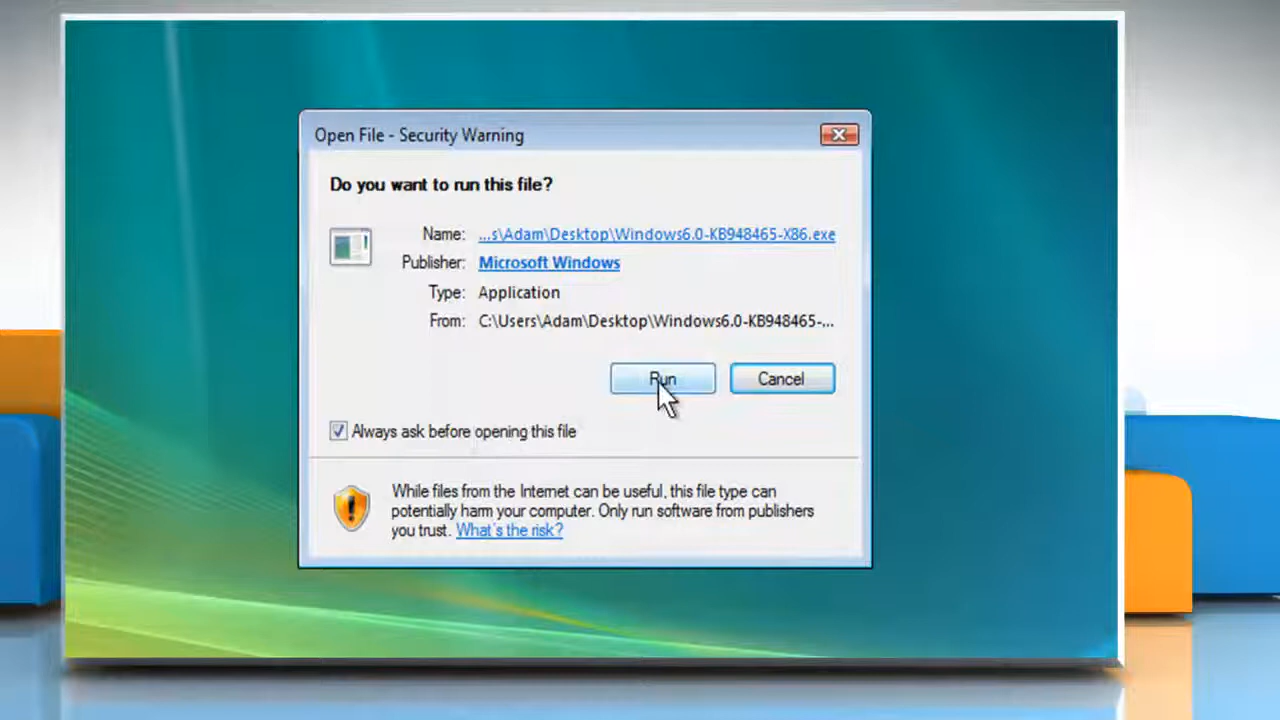 Open File - Security Warning
Do you want to run this file?
Name: ...s\Adam\Desktop\Windows6.0-KB948465-X86.exe
Publisher: Microsoft Windows
Type: Application
From: C:\Users\Adam\Desktop\Windows6.0-KB948465-...
Run Cancel
Always ask before opening this file
While files from the Internet can be useful, this file type can
potentially harm your computer. Only run software from publishers
you trust. What's the risk?